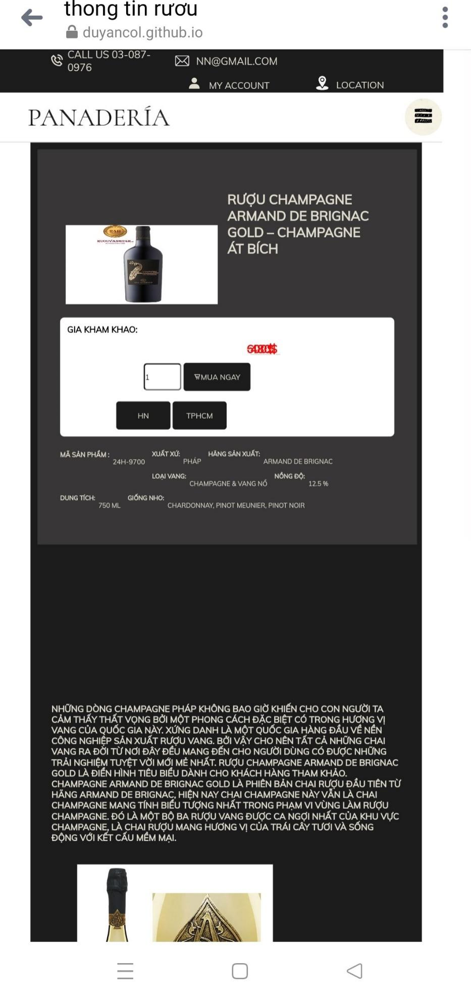 thong tin rươu
duyancol.github.io
CALL US 03-087-
0976
NN@GMAIL.COM
MY ACCOUNT
LOCATION
PANADERÍA
RƯỢU CHAMPAGNE
ARMAND DE BRIGNAC
GOLD – CHAMPAGNE
ÁT BÍCH
24H
RUOUVANG24H
GIA KHAM KHAO:
1
MUA NGAY
HN
TPHCM
MÃ SẢN PHẨM : 24H-9700 XUẤT XỨ: PHÁP HÃNG SẢN XUẤT: ARMAND DE BRIGNAC
LOẠI VANG: CHAMPAGNE & VANG NỔ NỒNG ĐỘ: 12.5 %
DUNG TÍCH: 750 ML GIỐNG NHO: CHARDONNAY, PINOT MEUNIER, PINOT NOIR
NHỮNG DÒNG CHAMPAGNE PHÁP KHÔNG BAO GIỜ KHIẾN CHO CON NGƯỜI TA
CẢM THẤY THẤT VỌNG BỞI MỘT PHONG CÁCH ĐẶC BIỆT CÓ TRONG HƯƠNG VỊ
VANG CỦA QUỐC GIA NÀY. XỨNG DANH LÀ MỘT QUỐC GIA HÀNG ĐẦU VỀ NỀN
CÔNG NGHIỆP SẢN XUẤT RƯỢU VANG. BỞI VẬY CHO NÊN TẤT CẢ NHỮNG CHAI
VANG RA ĐỜI TỪ NƠI ĐÂY ĐỀU MANG ĐẾN CHO NGƯỜI DÙNG CÓ ĐƯỢC NHỮNG
TRẢI NGHIỆM TUYỆT VỜI MỚI MẺ NHẤT. RƯỢU CHAMPAGNE ARMAND DE BRIGNAC
GOLD LÀ ĐIỂN HÌNH TIÊU BIỂU DÀNH CHO KHÁCH HÀNG THAM KHẢO.
CHAMPAGNE ARMAND DE BRIGNAC GOLD LÀ PHIÊN BẢN CHAI RƯỢU ĐẦU TIÊN TỪ
HÃNG ARMAND DE BRIGNAC, HIỆN NAY CHAI CHAMPAGNE NÀY VẪN LÀ CHAI
CHAMPAGNE MANG TÍNH BIỂU TƯỢNG NHẤT TRONG PHẠM VI VÙNG LÀM RƯỢU
CHAMPAGNE. ĐÓ LÀ MỘT BỘ BA RƯỢU VANG ĐƯỢC CA NGỢI NHẤT CỦA KHU VỰC
CHAMPAGNE, LÀ CHAI RƯỢU MANG HƯƠNG VỊ CỦA TRÁI CÂY TƯƠI VÀ SỐNG
ĐỘNG VỚI KẾT CẤU MỀM MẠI.